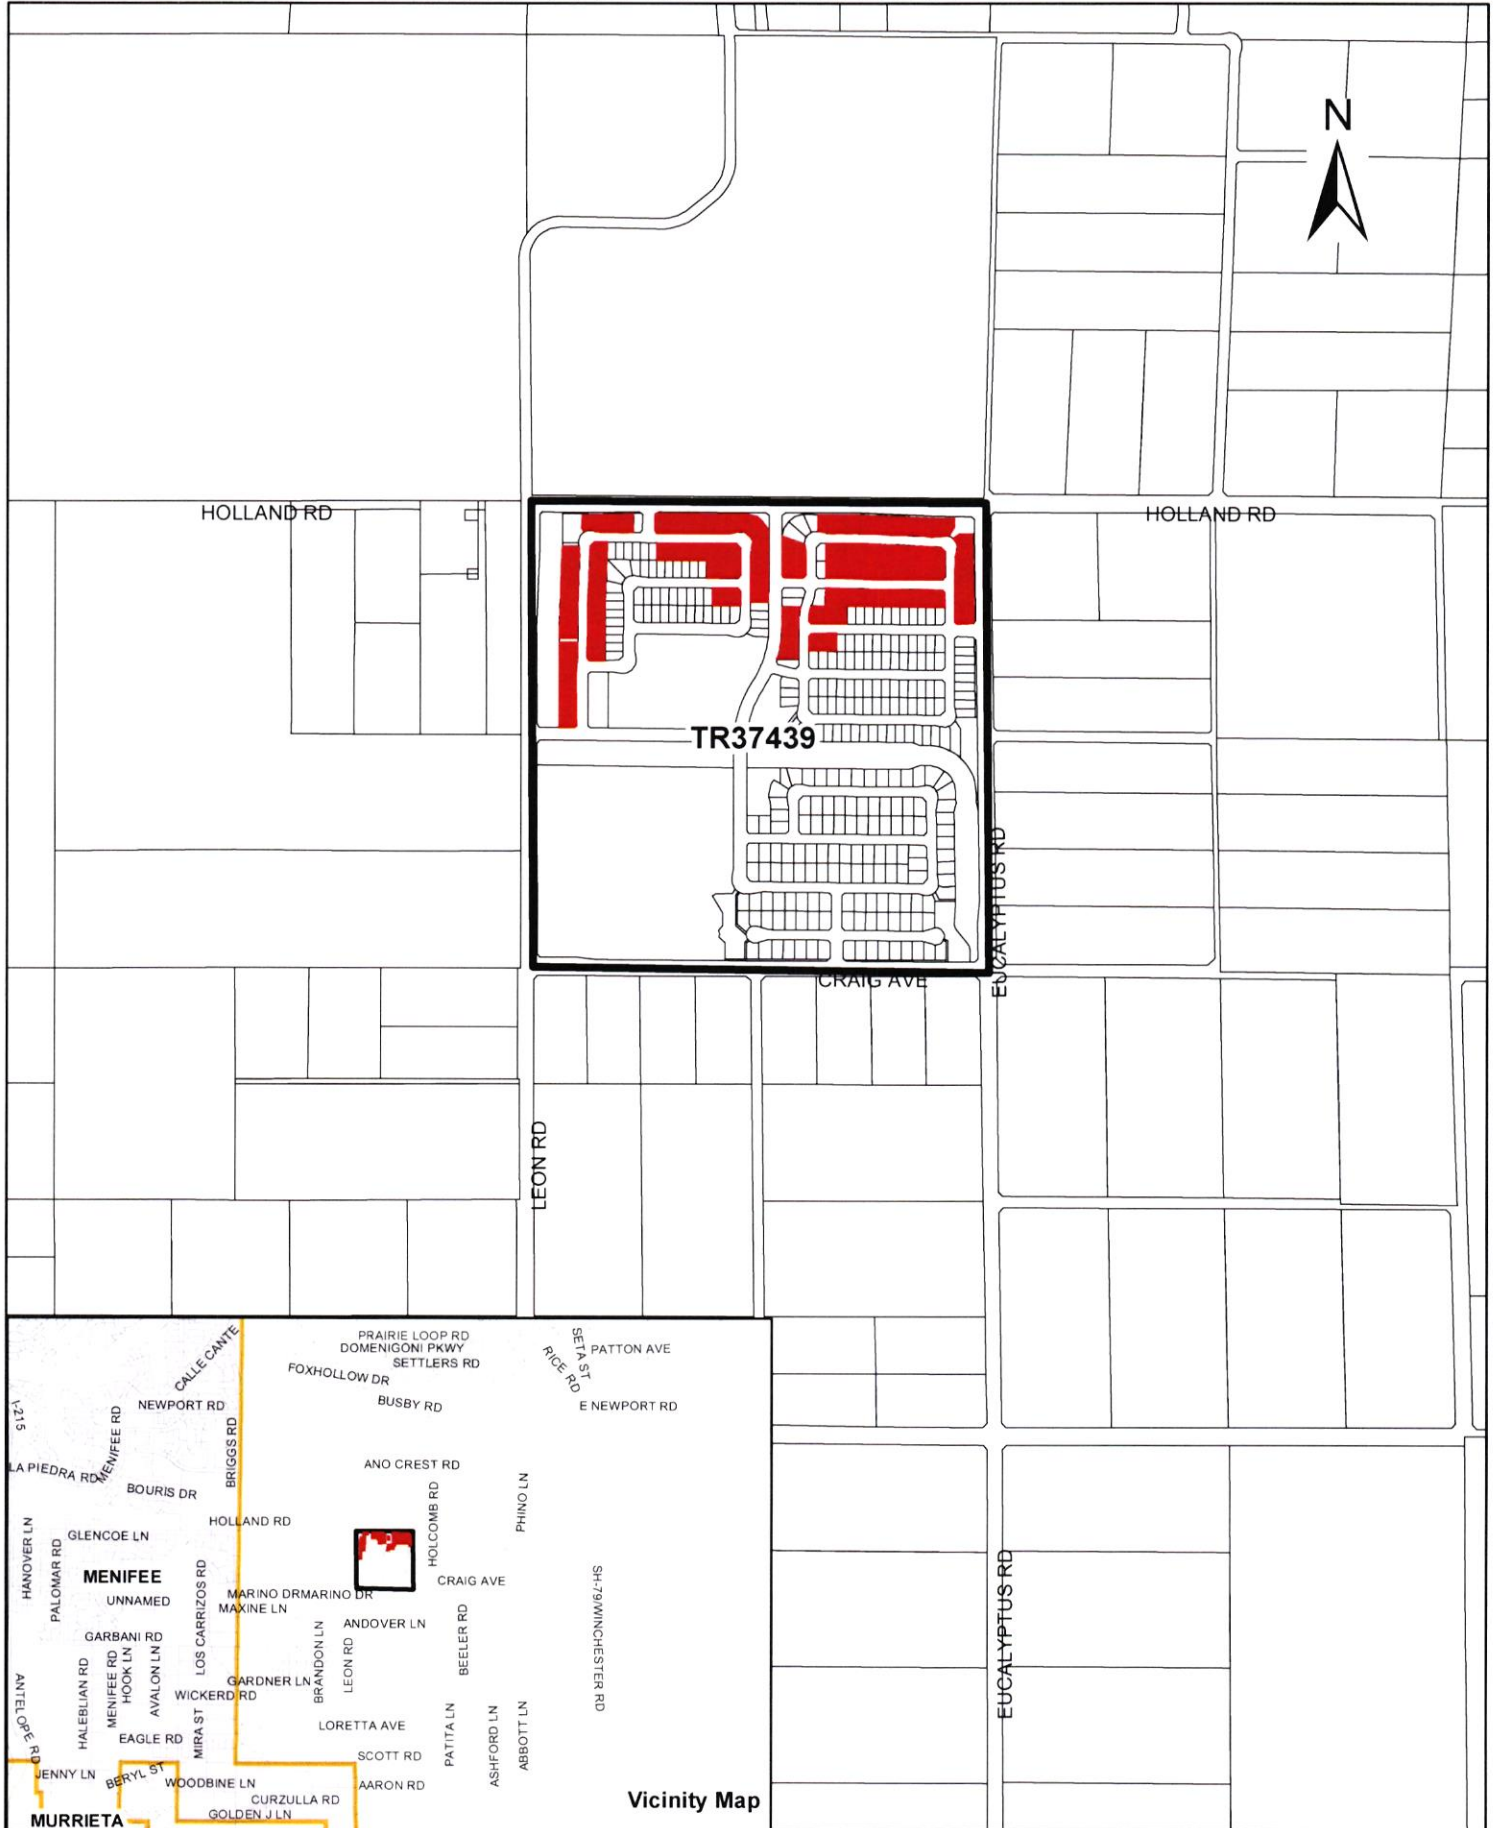 N
HOLLAND RD
HOLLAND RD
TR37439
EUCALYPTUS RD
CRAIG AVE
LEON RD
CALLE CANTE
PRAIRIE LOOP RD
DOMENIGONI PKWY
SETTLERS RD
SETA ST
PATTON AVE
RICE RD
FOXHOLLOW DR
I-215
NEWPORT RD
BUSBY RD
E NEWPORT RD
MENIFEE RD
BRIGGS RD
LA PIEDRA RD
ANO CREST RD
BOURIS DR
HOLCOMB RD
PHINO LN
HANOVER LN
PALOMAR RD
GLENCOE LN
HOLLAND RD
MENIFEE
UNNAMED
LOS CARRIZOS RD
MARINO DRMARINO DR
MAXINE LN
CRAIG AVE
SH-79/WINCHESTER RD
EUCALYPTUS RD
GARBANI RD
BRANDON LN
ANDOVER LN
LEON RD
BEELER RD
ANTELOPE RD
HALEBLIAN RD
MENIFEE RD
HOOK LN
AVALON LN
GARDNER LN
WICKERD RD
MIRA ST
LORETTA AVE
PATITA LN
ASHFORD LN
ABBOTT LN
EAGLE RD
SCOTT RD
JENNY LN
BERYL ST
WOODBINE LN
AARON RD
CURZULLA RD
Vicinity Map
GOLDEN J LN
MURRIETA